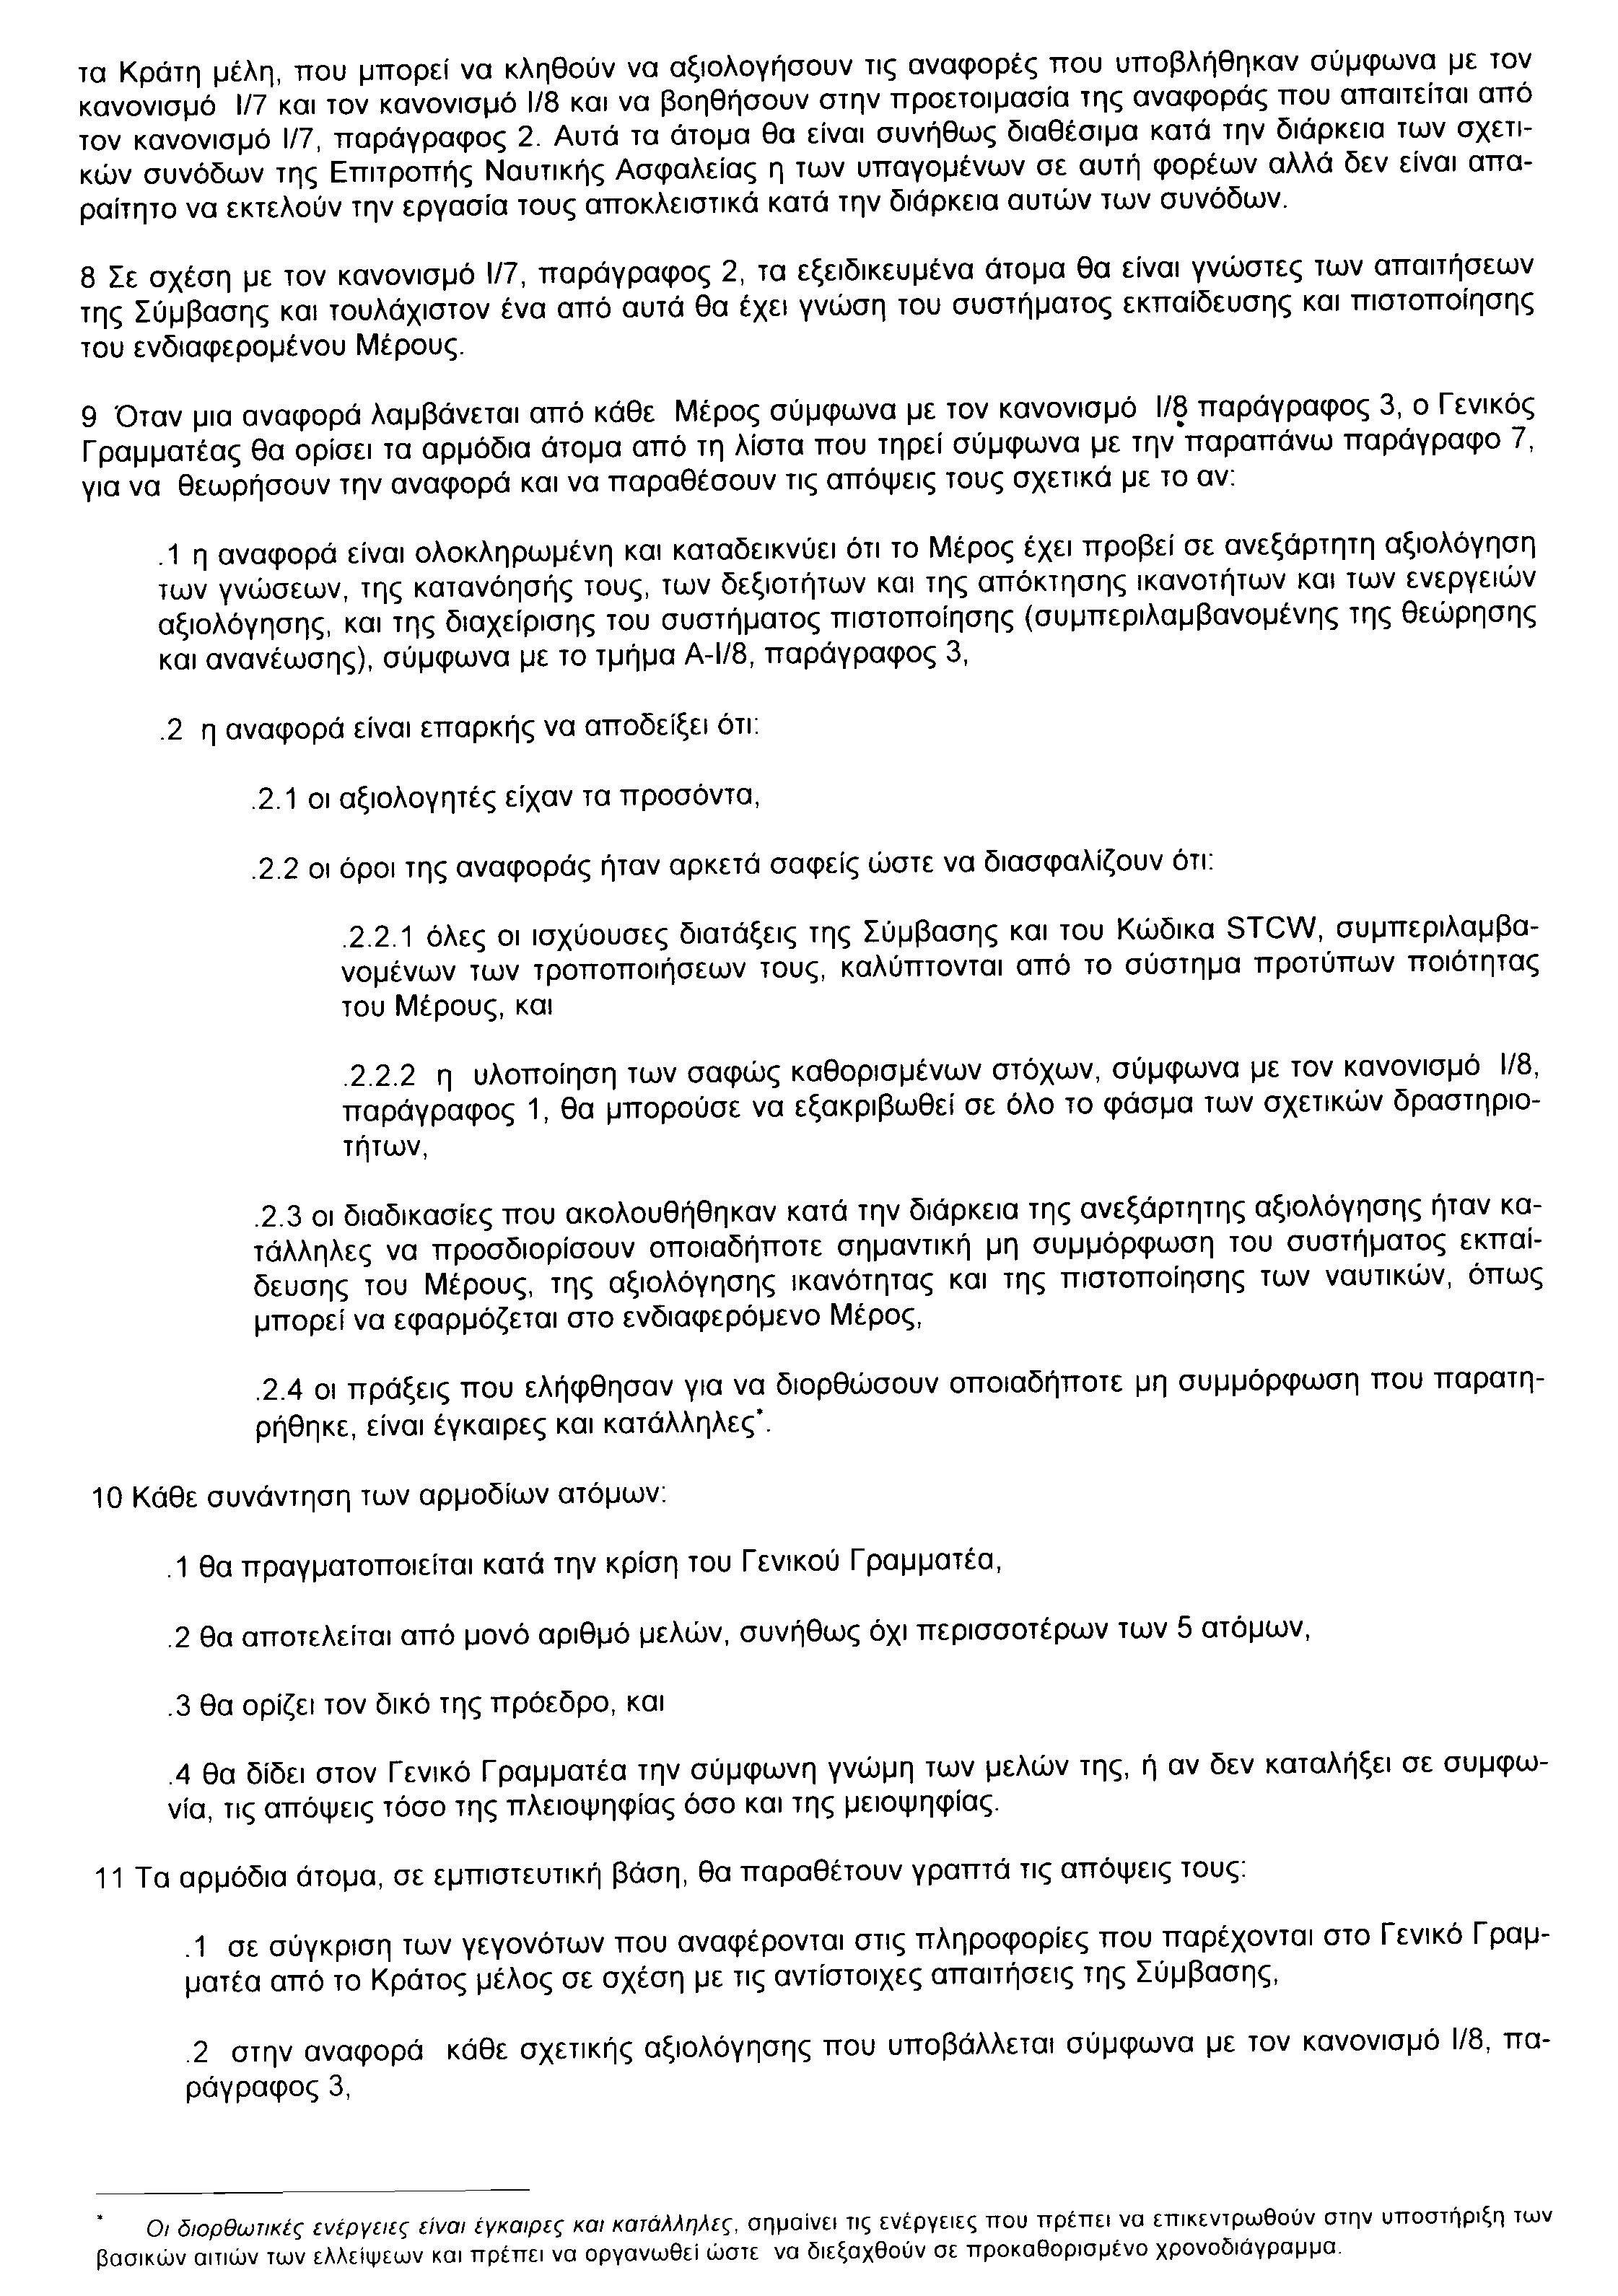 τα Κράτη μέλη, που μπορεί να κληθούν να αξιολογήσουν τις αναφορές που υποβλήθηκαν σύμφωνα με τον
κανονισμό I/7 και τον κανονισμό I/8 και να βοηθήσουν στην προετοιμασία της αναφοράς που απαιτείται από
τον κανονισμό I/7, παράγραφος 2. Αυτά τα άτομα θα είναι συνήθως διαθέσιμα κατά την διάρκεια των σχετι-
κών συνόδων της Επιτροπής Ναυτικής Ασφαλείας η των υπαγομένων σε αυτή φορέων αλλά δεν είναι απα-
ραίτητο να εκτελούν την εργασία τους αποκλειστικά κατά την διάρκεια αυτών των συνόδων.
8 Σε σχέση με τον κανονισμό I/7, παράγραφος 2, τα εξειδικευμένα άτομα θα είναι γνώστες των απαιτήσεων
της Σύμβασης και τουλάχιστον ένα από αυτά θα έχει γνώση του συστήματος εκπαίδευσης και πιστοποίησης
του ενδιαφερομένου Μέρους.
9 Όταν μια αναφορά λαμβάνεται από κάθε Μέρος σύμφωνα με τον κανονισμό I/8 παράγραφος 3, ο Γενικός
Γραμματέας θα ορίσει τα αρμόδια άτομα από τη λίστα που τηρεί σύμφωνα με την παραπάνω παράγραφο 7,
για να θεωρήσουν την αναφορά και να παραθέσουν τις απόψεις τους σχετικά με το αν:
.1 η αναφορά είναι ολοκληρωμένη και καταδεικνύει ότι το Μέρος έχει προβεί σε ανεξάρτητη αξιολόγηση
των γνώσεων, της κατανόησής τους, των δεξιοτήτων και της απόκτησης ικανοτήτων και των ενεργειών
αξιολόγησης, και της διαχείρισης του συστήματος πιστοποίησης (συμπεριλαμβανομένης της θεώρησης
και ανανέωσης), σύμφωνα με το τμήμα A-I/8, παράγραφος 3,
.2 η αναφορά είναι επαρκής να αποδείξει ότι:
.2.1 οι αξιολογητές είχαν τα προσόντα,
.2.2 οι όροι της αναφοράς ήταν αρκετά σαφείς ώστε να διασφαλίζουν ότι:
.2.2.1 όλες οι ισχύουσες διατάξεις της Σύμβασης και του Κώδικα STCW, συμπεριλαμβα-
νομένων των τροποποιήσεων τους, καλύπτονται από το σύστημα προτύπων ποιότητας
του Μέρους, και
.2.2.2 η υλοποίηση των σαφώς καθορισμένων στόχων, σύμφωνα με τον κανονισμό I/8,
παράγραφος 1, θα μπορούσε να εξακριβωθεί σε όλο το φάσμα των σχετικών δραστηριο-
τήτων,
.2.3 οι διαδικασίες που ακολουθήθηκαν κατά την διάρκεια της ανεξάρτητης αξιολόγησης ήταν κα-
τάλληλες να προσδιορίσουν οποιαδήποτε σημαντική μη συμμόρφωση του συστήματος εκπαί-
δευσης του Μέρους, της αξιολόγησης ικανότητας και της πιστοποίησης των ναυτικών, όπως
μπορεί να εφαρμόζεται στο ενδιαφερόμενο Μέρος,
.2.4 οι πράξεις που ελήφθησαν για να διορθώσουν οποιαδήποτε μη συμμόρφωση που παρατη-
ρήθηκε, είναι έγκαιρες και κατάλληλες*.
10 Κάθε συνάντηση των αρμοδίων ατόμων:
.1 θα πραγματοποιείται κατά την κρίση του Γενικού Γραμματέα,
.2 θα αποτελείται από μονό αριθμό μελών, συνήθως όχι περισσοτέρων των 5 ατόμων,
.3 θα ορίζει τον δικό της πρόεδρο, και
.4 θα δίδει στον Γενικό Γραμματέα την σύμφωνη γνώμη των μελών της, ή αν δεν καταλήξει σε συμφω-
νία, τις απόψεις τόσο της πλειοψηφίας όσο και της μειοψηφίας.
11 Τα αρμόδια άτομα, σε εμπιστευτική βάση, θα παραθέτουν γραπτά τις απόψεις τους:
.1 σε σύγκριση των γεγονότων που αναφέρονται στις πληροφορίες που παρέχονται στο Γενικό Γραμ-
ματέα από το Κράτος μέλος σε σχέση με τις αντίστοιχες απαιτήσεις της Σύμβασης,
.2 στην αναφορά κάθε σχετικής αξιολόγησης που υποβάλλεται σύμφωνα με τον κανονισμό I/8, πα-
ράγραφος 3,
* Οι διορθωτικές ενέργειες είναι έγκαιρες και κατάλληλες, σημαίνει τις ενέργειες που πρέπει να επικεντρωθούν στην υποστήριξη των
βασικών αιτιών των ελλείψεων και πρέπει να οργανωθεί ώστε να διεξαχθούν σε προκαθορισμένο χρονοδιάγραμμα.